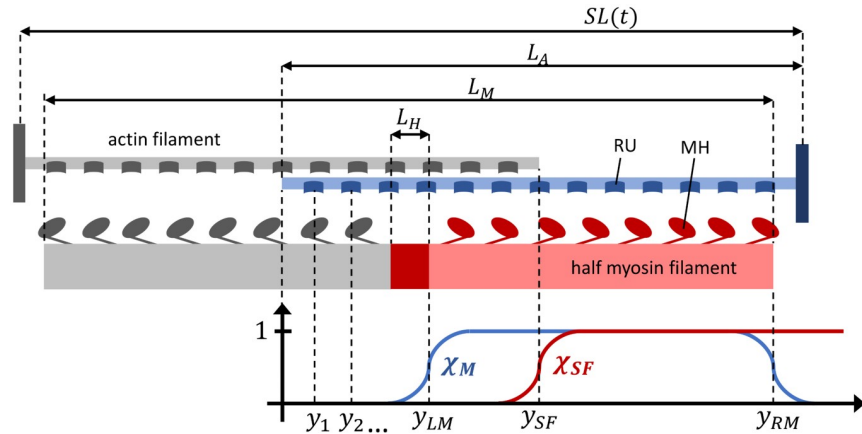 SL(t)
L_A
L_M
L_H
actin filament
RU
MH
half myosin filament
1
χ_M
χ_SF
y_1 y_2... y_LM y_SF y_RM